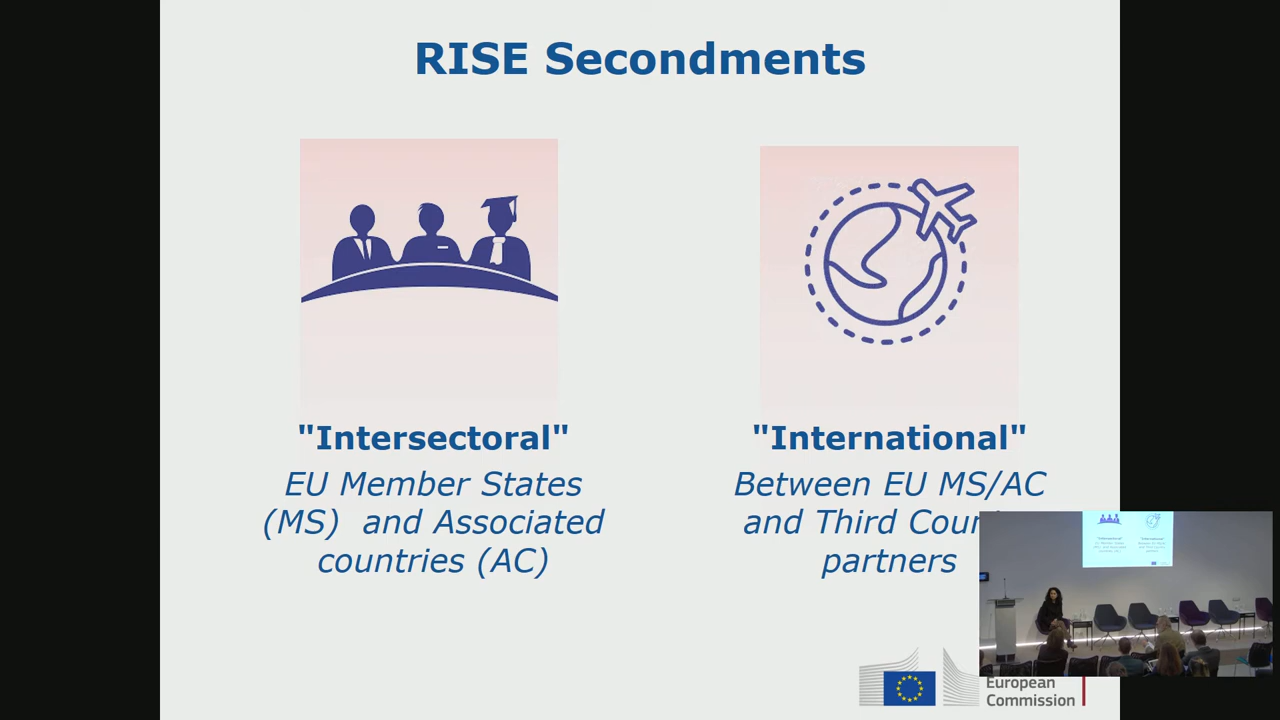 RISE Secondments
"Intersectoral"
EU Member States
(MS) and Associated
countries (AC)
"International"
Between EU MS/AC
and Third
partners
European
Commission